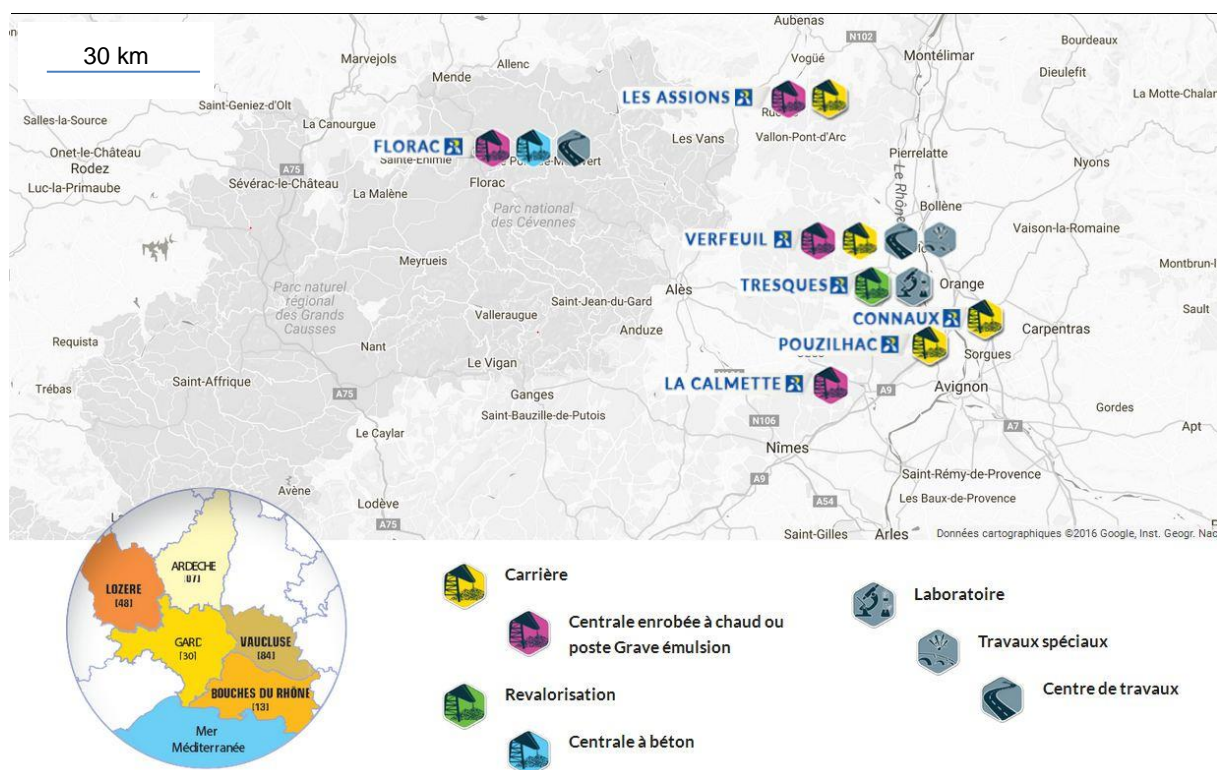 30 km
Aubenas
N102
Bourdeaux
Marvejols
Allenc
Vogüé
Montélimar
Mende
Dieulefit
Saint-Geniez-d'Olt
LES ASSIONS
La Motte-Chalan
Salles-la-Source
La Canourgue
Les Vans
Vallon-Pont-d'Arc
Onet-le-Château
FLORAC
Sainte-Enimie
Pierrelatte
Rodez
A75
Nyons
Luc-la-Primaube
Sévérac-le-Château
La Malène
Florac
Le Rhône
Bollène
Parc national
des Cévennes
Vaison-la-Romaine
VERFEUIL
Meyrueis
Montbrun-l
Parc naturel
régional
des Grands
Causses
Alès
TRESQUES
Orange
Saint-Jean-du-Gard
Valleraugue
Anduze
CONNAUX
Sault
Carpentras
Requista
Nant
POUZILHAC
Sorgues
Le Vigan
Saint-Affrique
Trébas
A75
Ganges
LA CALMETTE
A9
Avignon
Saint-Bauzille-de-Putois
Gordes
N106
A7
Apt
Le Caylar
Nîmes
Saint-Rémy-de-Provence
A9
Avène
Lodève
A54
Les Baux-de-Provence
A75
Saint-Gilles
Arles
Données cartographiques ©2016 Google, Inst. Geogr. Nac
ARDECHE
[07]
LOZERE
[48]
GARD
[30]
VAUCLUSE
[84]
BOUCHES DU RHÔNE
[13]
Mer
Méditerranée
Carrière
Centrale enrobée à chaud ou
poste Grave émulsion
Revalorisation
Centrale à béton
Laboratoire
Travaux spéciaux
Centre de travaux